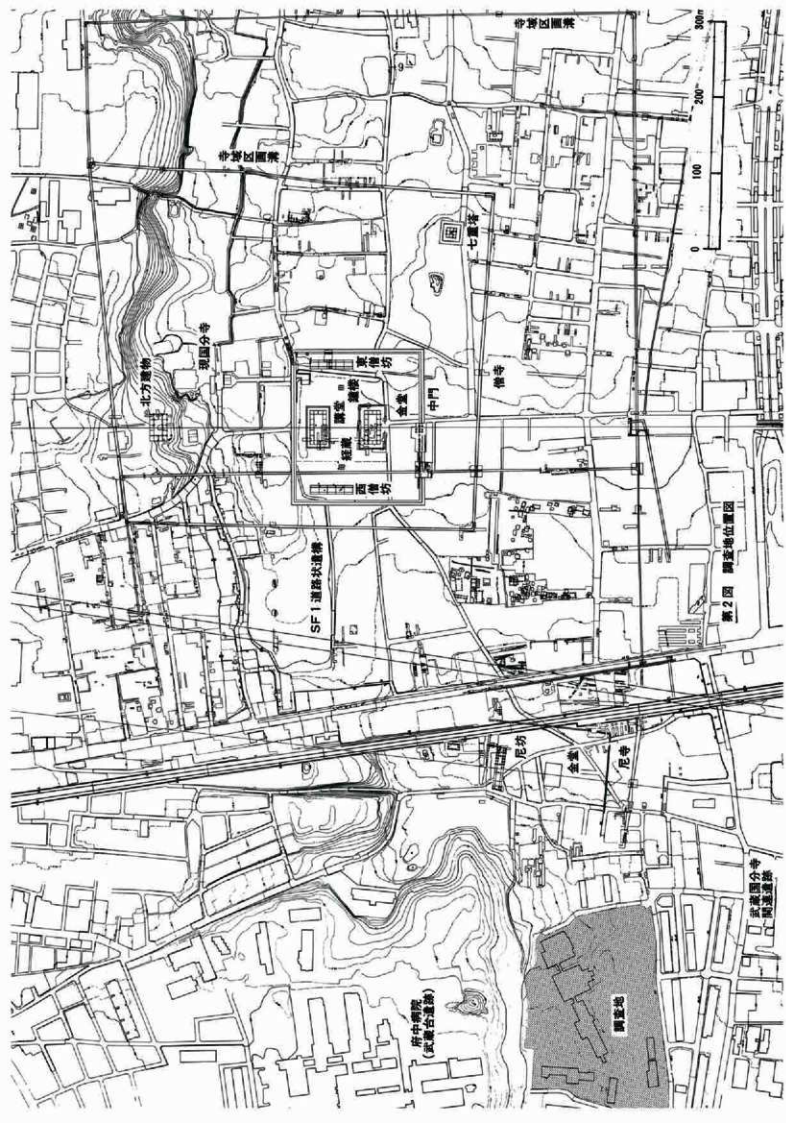 寺域区画溝
300m
200
100
0
寺域区画溝
七重塔
現国分寺
北方建物
東僧坊
鐘楼
講堂
金堂
経蔵
中門
僧寺
西僧坊
SF1道路状遺構
第2図 調査地位置図
尼坊
金堂
尼寺
武蔵国分寺
関連遺跡
府中病院
(武蔵台遺跡)
調査地